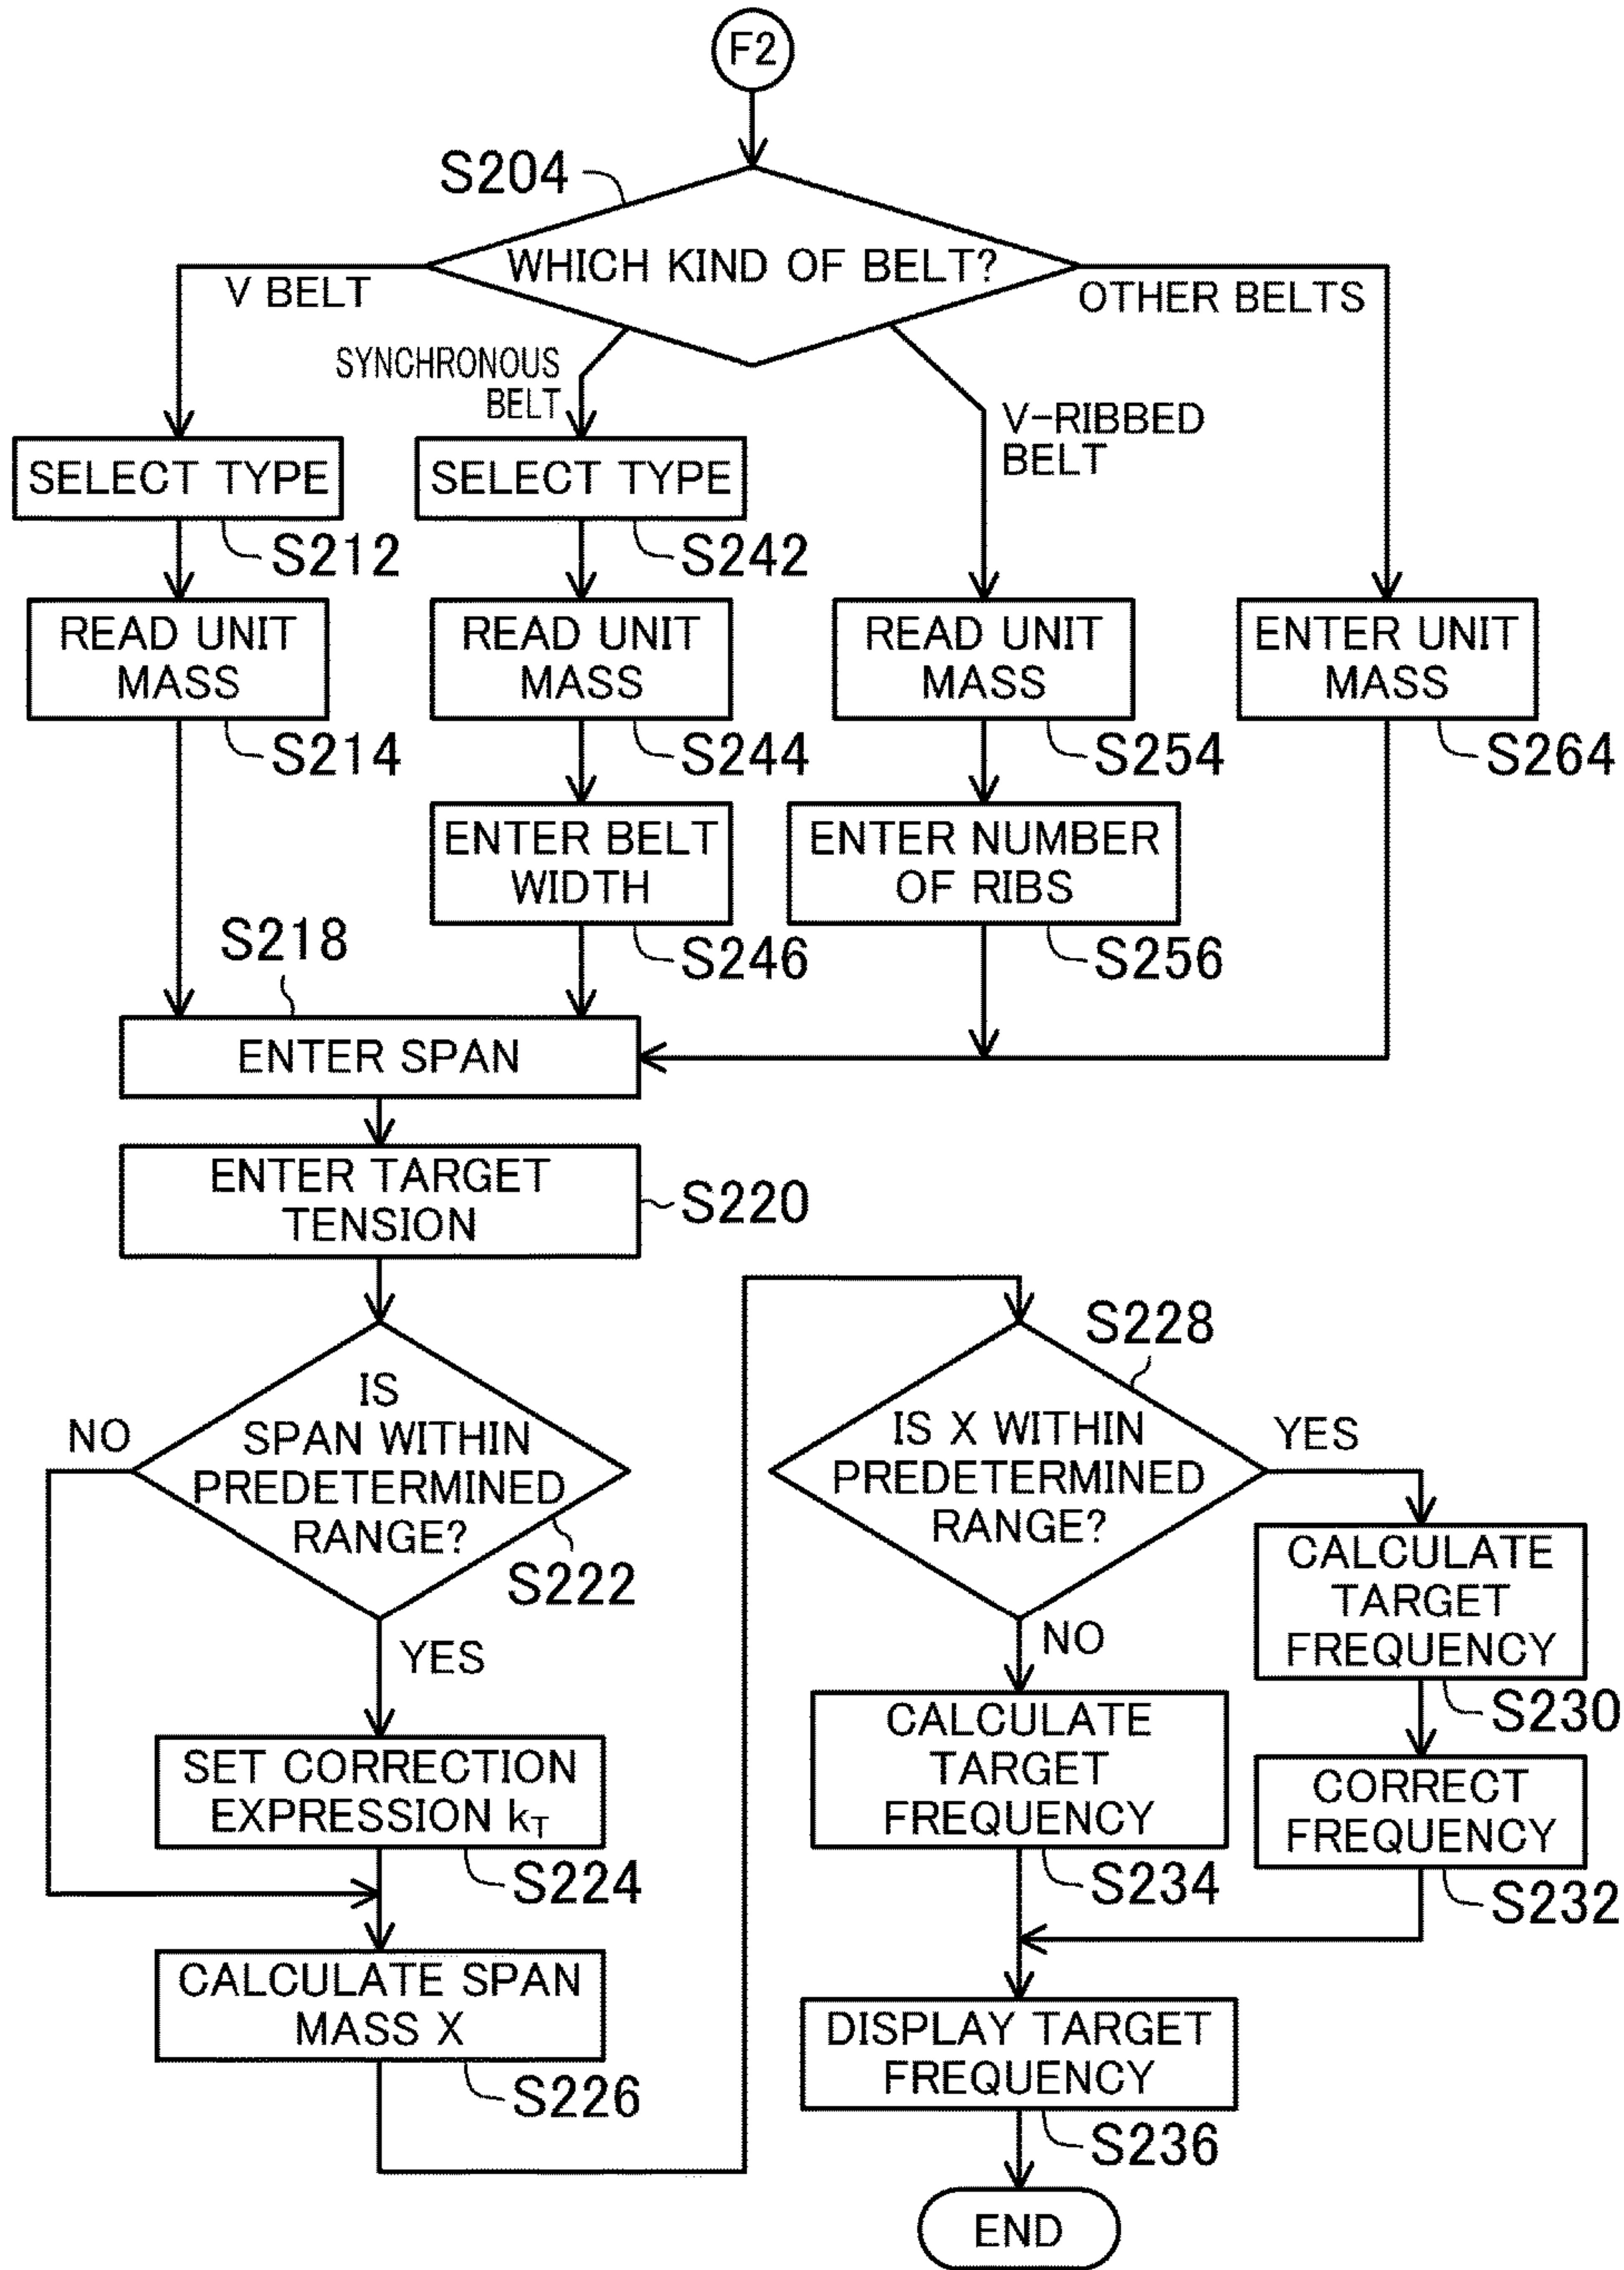 F2
S204
WHICH KIND OF BELT?
V BELT
OTHER BELTS
SYNCHRONOUS
BELT
V-RIBBED
BELT
SELECT TYPE
SELECT TYPE
S212
S242
READ UNIT
MASS
READ UNIT
MASS
READ UNIT
MASS
ENTER UNIT
MASS
S214
S244
S254
S264
ENTER BELT
WIDTH
ENTER NUMBER
OF RIBS
S218
S246
S256
ENTER SPAN
ENTER TARGET
TENSION
S220
IS
SPAN WITHIN
PREDETERMINED
RANGE?
NO
S222
YES
SET CORRECTION
EXPRESSION kT
S224
CALCULATE SPAN
MASS X
S226
S228
IS X WITHIN
PREDETERMINED
RANGE?
YES
NO
CALCULATE
TARGET
FREQUENCY
S230
CALCULATE
TARGET
FREQUENCY
S234
CORRECT
FREQUENCY
S232
DISPLAY TARGET
FREQUENCY
S236
END